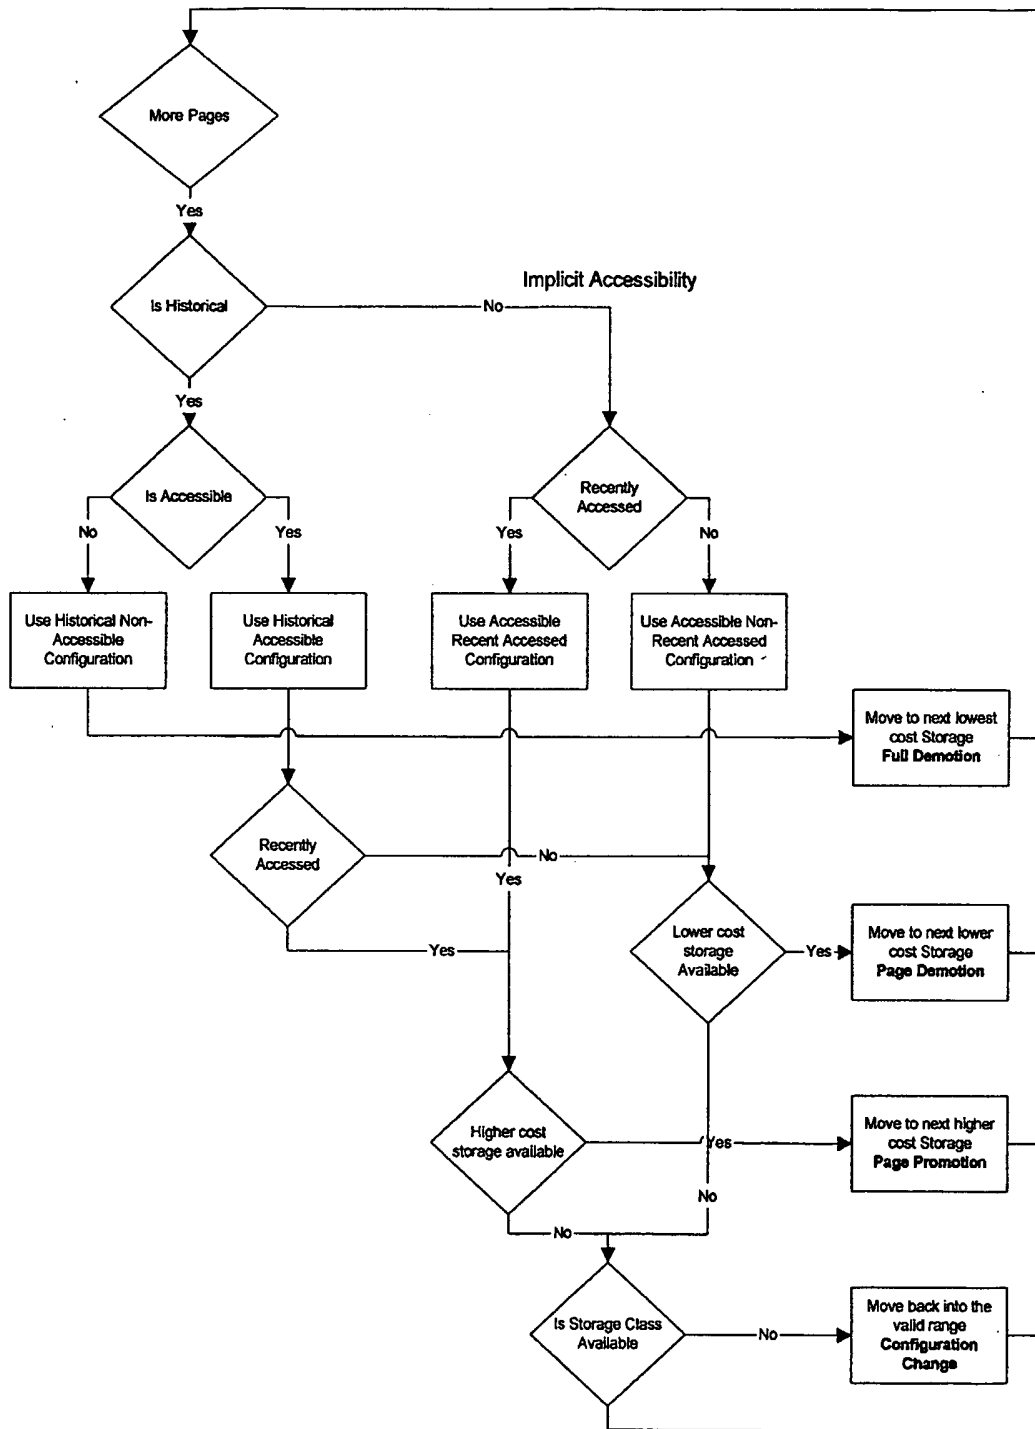 More Pages
Yes
Is Historical
No
Implicit Accessibility
Yes
Is Accessible
No
Yes
Recently
Accessed
Yes
No
Use Historical Non-
Accessible
Configuration
Use Historical
Accessible
Configuration
Use Accessible
Recent Accessed
Configuration
Use Accessible Non-
Recent Accessed
Configuration
Move to next lowest
cost Storage
Full Demotion
Recently
Accessed
No
Yes
Yes
Lower cost
storage
Available
Yes
Move to next lower
cost Storage
Page Demotion
Higher cost
storage available
Yes
Move to next higher
cost Storage
Page Promotion
No
No
Is Storage Class
Available
No
Move back into the
valid range
Configuration
Change